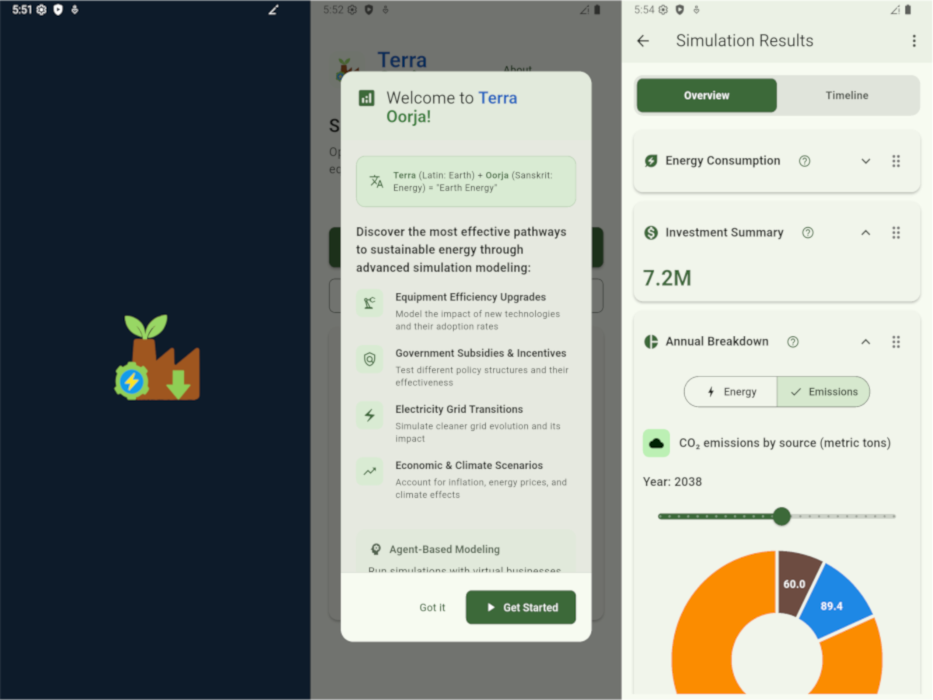 5:51
5:52
Terra
About
S
Op
ec
Welcome to Terra
Oorja!
Terra (Latin: Earth) + Oorja (Sanskrit:
Energy) = "Earth Energy"
Discover the most effective pathways
to sustainable energy through
advanced simulation modeling:
Equipment Efficiency Upgrades
Model the impact of new technologies
and their adoption rates
Government Subsidies & Incentives
Test different policy structures and their
effectiveness
Electricity Grid Transitions
Simulate cleaner grid evolution and its
impact
Economic & Climate Scenarios
Account for inflation, energy prices, and
climate effects
Agent-Based Modeling
Run simulations with virtual businesses
Got it
Get Started
5:54
Simulation Results
Overview
Timeline
Energy Consumption
Investment Summary
7.2M
Annual Breakdown
Energy
Emissions
CO₂ emissions by source (metric tons)
Year: 2038
60.0
89.4